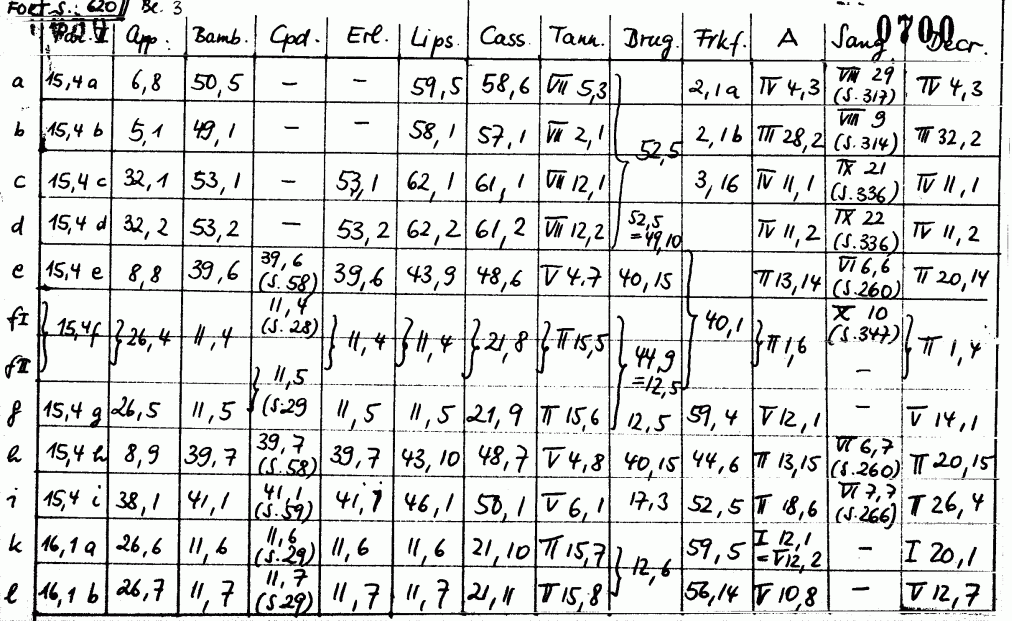 FORTS.: 620 Be. 3
0700
Par. II App. Bamb. Cpd. Erl. Lips. Cass. Tann. Brug. Frkf. A Sang. Decr.
a 15,4 a 6,8 50,5 – – 59,5 58,6 VII 5,3 2,1a IV 4,3 VIII 29 (S.317) IV 4,3
b 15,4 b 5,1 49,1 – – 58,1 57,1 VII 2,1 52,5 2,1b III 28,2 VIII 9 (S.314) III 32,2
c 15,4 c 32,1 53,1 – 53,1 62,1 61,1 VII 12,1 3,16 IV 11,1 IX 21 (S.336) IV 11,1
d 15,4 d 32,2 53,2 – 53,2 62,2 61,2 VII 12,2 52,5 =49,10 IV 11,2 IX 22 (S.336) IV 11,2
e 15,4 e 8,8 39,6 39,6 (S.58) 39,6 43,9 48,6 V 4,7 40,15 II 13,14 VI 6,6 (S.260) II 20,14
fI 15,4f 26,4 11,4 11,4 (S.28) 11,4 11,4 21,8 II 15,5 44,9 =12,5 40,1 II 1,6 X 10 (S.347) II 1,4
fII –
g 15,4 g 26,5 11,5 11,5 (S.29 11,5 11,5 21,9 II 15,6 12,5 59,4 V 12,1 – V 14,1
h 15,4 h 8,9 39,7 39,7 (S.58) 39,7 43,10 48,7 V 4,8 40,15 44,6 II 13,15 VI 6,7 (S.260) II 20,15
i 15,4 i 38,1 41,1 41,1 (S.59) 41,1 46,1 50,1 V 6,1 17,3 52,5 II 18,6 VI 7,7 (S.266) II 26,4
k 16,1 a 26,6 11,6 11,6 (S.29) 11,6 11,6 21,10 II 15,7 12,6 59,5 I 12,1 =V 12,2 – I 20,1
l 16,1 b 26,7 11,7 11,7 (S.29) 11,7 11,7 21,11 II 15,8 56,14 V 10,8 – V 12,7